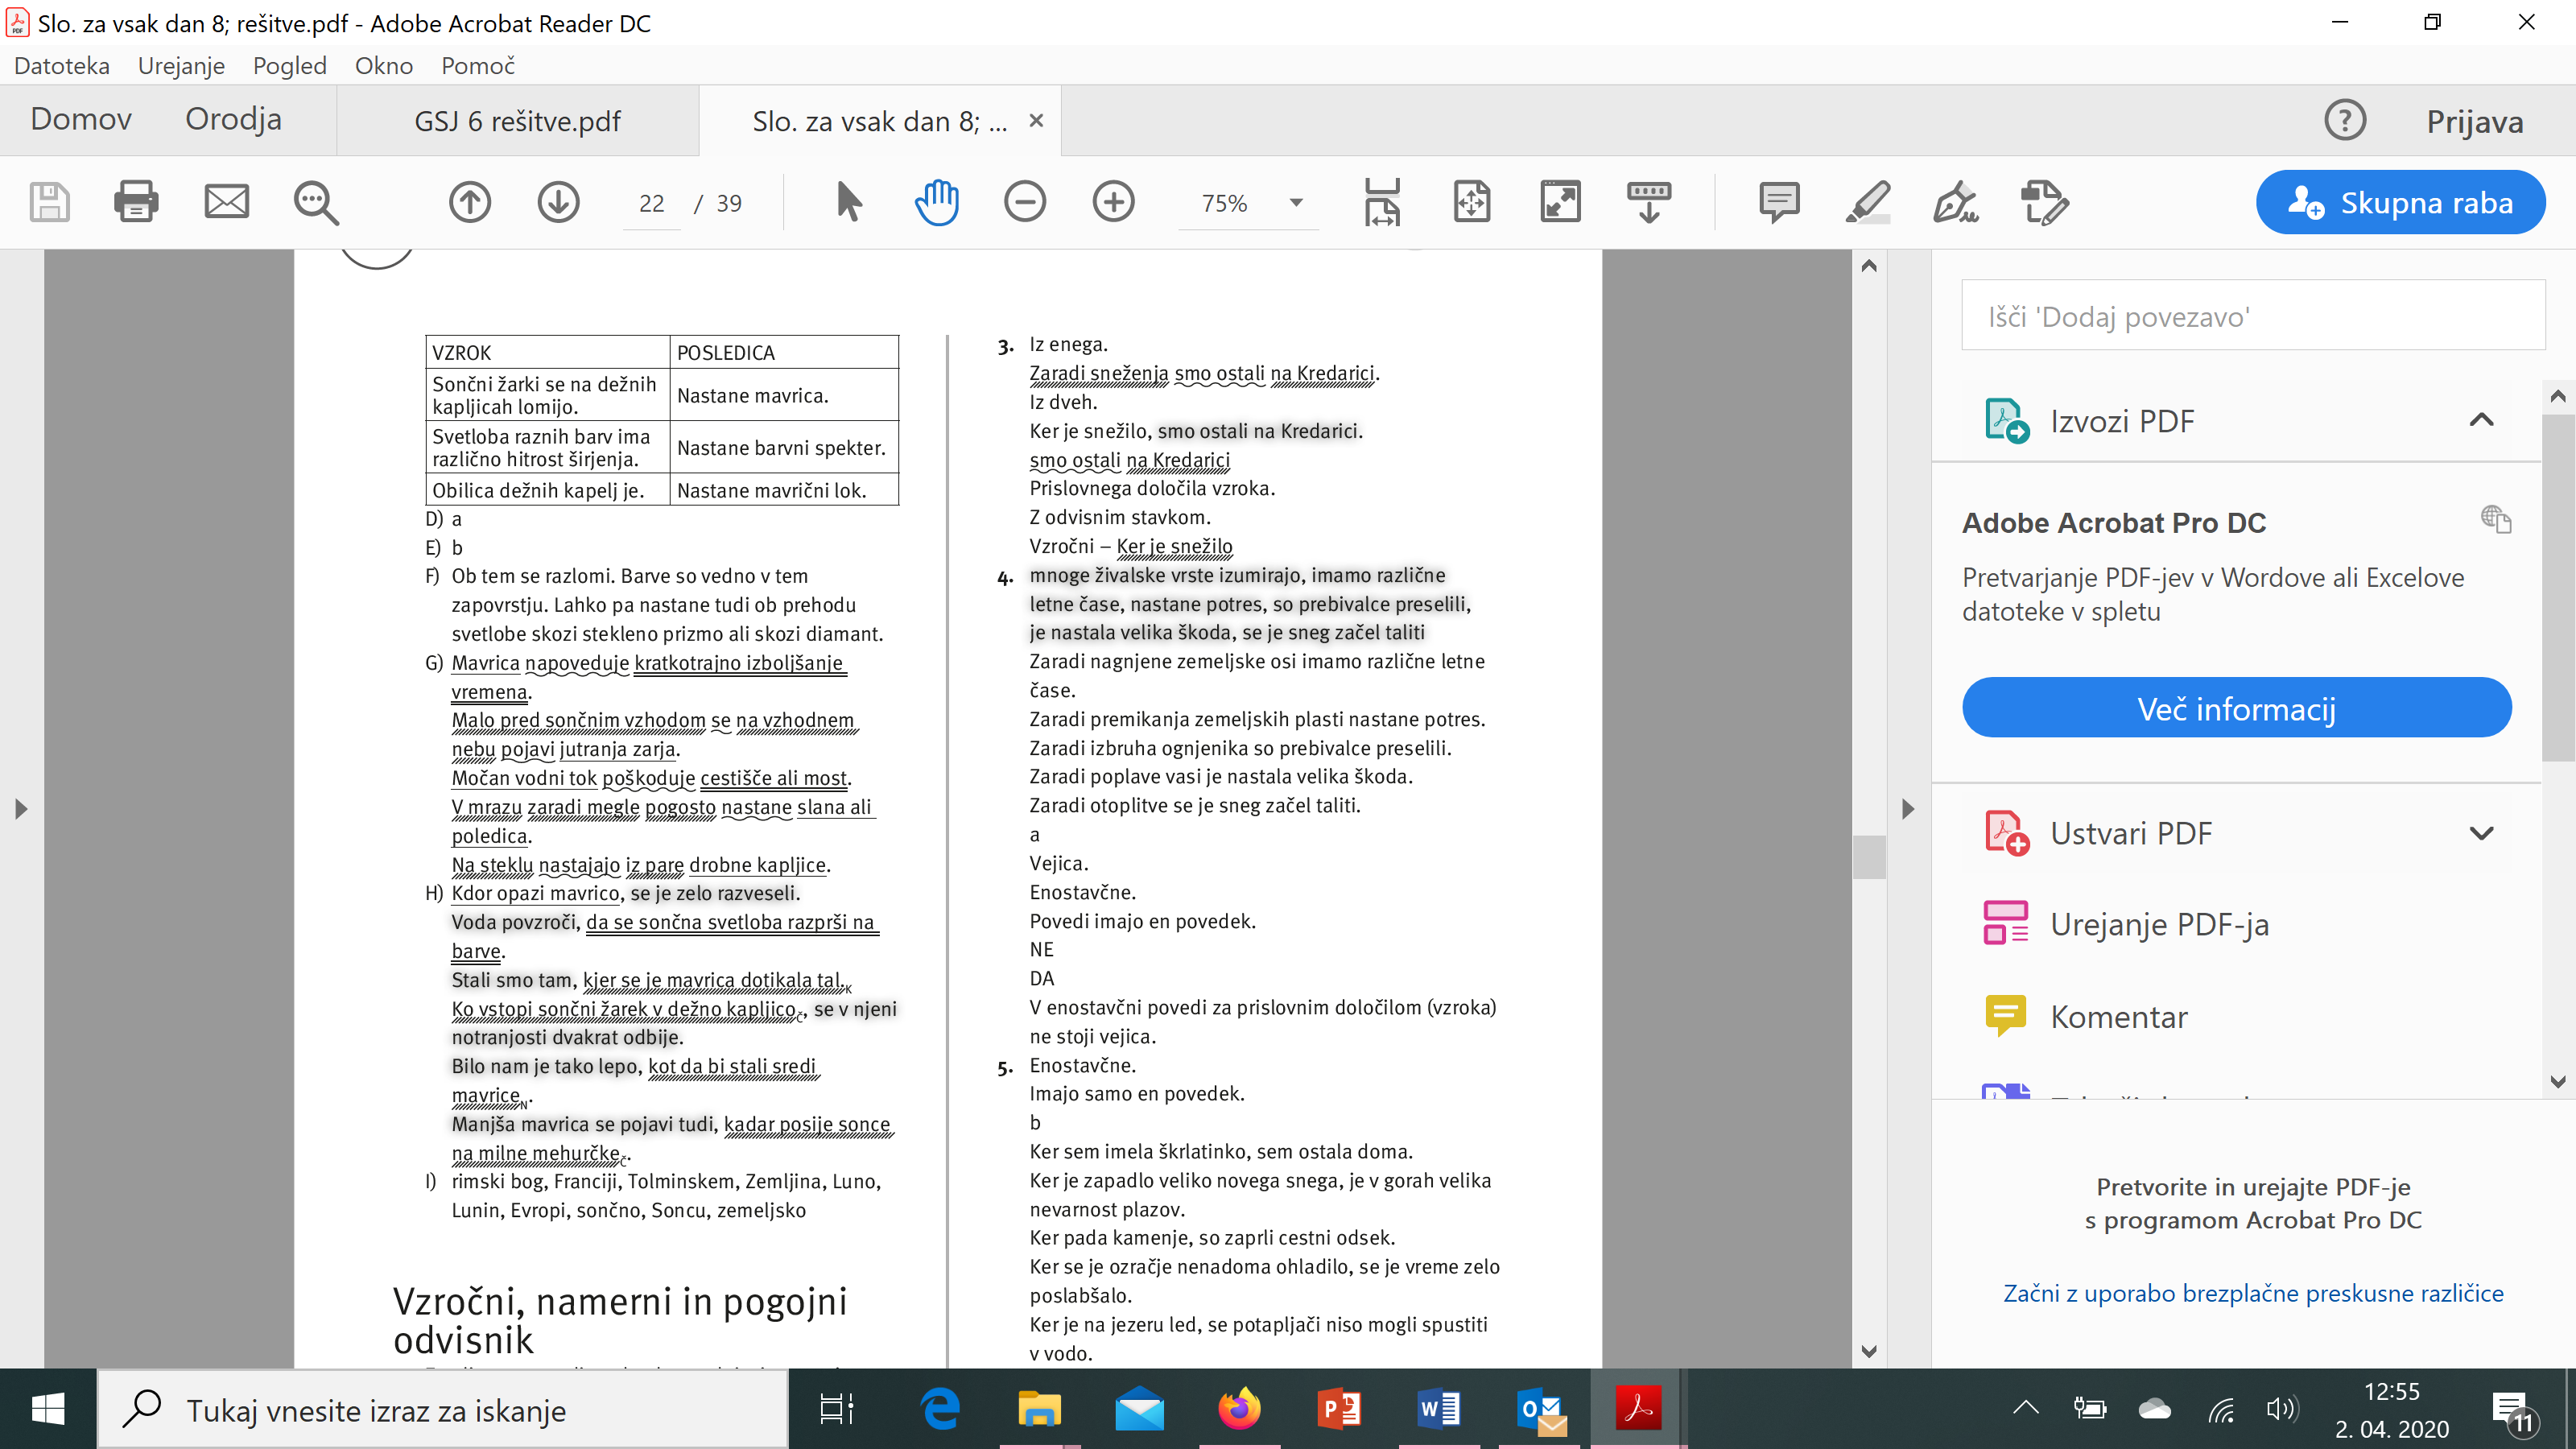 Slo. za vsak dan 8; rešitve.pdf - Adobe Acrobat Reader DC
Datoteka Urejanje Pogled Okno Pomoč
Domov Orodja GSJ 6 rešitve.pdf Slo. za vsak dan 8; ... Prijava
22 / 39 75% Skupna raba
VZROK POSLEDICA
Sončni žarki se na dežnih
kapljicah lomijo.
Nastane mavrica.
Svetloba raznih barv ima
različno hitrost širjenja.
Nastane barvni spekter.
Obilica dežnih kapelj je. Nastane mavrični lok.
D) a
E) b
F) Ob tem se razlomi. Barve so vedno v tem
zapovrstju. Lahko pa nastane tudi ob prehodu
svetlobe skozi stekleno prizmo ali skozi diamant.
G) Mavrica napoveduje kratkotrajno izboljšanje
vremena.
Malo pred sončnim vzhodom se na vzhodnem
nebu pojavi jutranja zarja.
Močan vodni tok poškoduje cestišče ali most.
V mrazu zaradi megle pogosto nastane slana ali
poledica.
Na steklu nastajajo iz pare drobne kapljice.
H) Kdor opazi mavrico, se je zelo razveseli.
Voda povzroči, da se sončna svetloba razprši na
barve.
Stali smo tam, kjer se je mavrica dotikala tal.K
Ko vstopi sončni žarek v dežno kapljicoČ, se v njeni
notranjosti dvakrat odbije.
Bilo nam je tako lepo, kot da bi stali sredi
mavriceN.
Manjša mavrica se pojavi tudi, kadar posije sonce
na milne mehurčkeČ.
I) rimski bog, Franciji, Tolminskem, Zemljina, Luno,
Lunin, Evropi, sončno, Soncu, zemeljsko
Vzročni, namerni in pogojni
odvisnik
3. Iz enega.
Zaradi sneženja smo ostali na Kredarici.
Iz dveh.
Ker je snežilo, smo ostali na Kredarici.
smo ostali na Kredarici
Prislovnega določila vzroka.
Z odvisnim stavkom.
Vzročni – Ker je snežilo
4. mnoge živalske vrste izumirajo, imamo različne
letne čase, nastane potres, so prebivalce preselili,
je nastala velika škoda, se je sneg začel taliti
Zaradi nagnjene zemeljske osi imamo različne letne
čase.
Zaradi premikanja zemeljskih plasti nastane potres.
Zaradi izbruha ognjenika so prebivalce preselili.
Zaradi poplave vasi je nastala velika škoda.
Zaradi otoplitve se je sneg začel taliti.
a
Vejica.
Enostavčne.
Povedi imajo en povedek.
NE
DA
V enostavčni povedi za prislovnim določilom (vzroka)
ne stoji vejica.
5. Enostavčne.
Imajo samo en povedek.
b
Ker sem imela škrlatinko, sem ostala doma.
Ker je zapadlo veliko novega snega, je v gorah velika
nevarnost plazov.
Ker pada kamenje, so zaprli cestni odsek.
Ker se je ozračje nenadoma ohladilo, se je vreme zelo
poslabšalo.
Ker je na jezeru led, se potapljači niso mogli spustiti
v vodo.
Išči 'Dodaj povezavo'
Izvozi PDF
Adobe Acrobat Pro DC
Pretvarjanje PDF-jev v Wordove ali Excelove
datoteke v spletu
Več informacij
Ustvari PDF
Urejanje PDF-ja
Komentar
Pretvorite in urejajte PDF-je
s programom Acrobat Pro DC
Začni z uporabo brezplačne preskusne različice
Tukaj vnesite izraz za iskanje
12:55
2. 04. 2020
11